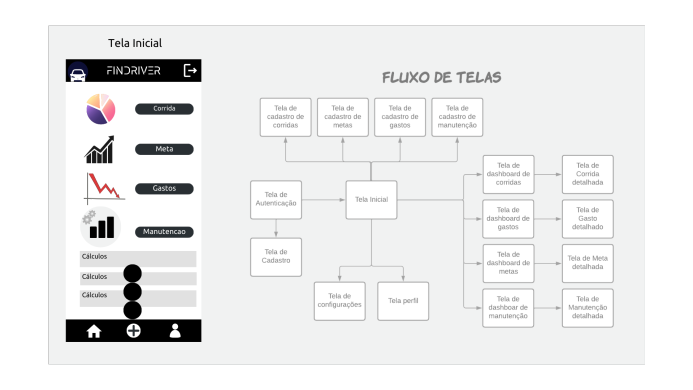 Tela Inicial
FINDRIVER
Corrida
Meta
Gastos
Manutencao
Cálculos
Cálculos
Cálculos
FLUXO DE TELAS
Tela de
cadastro de
corridas
Tela de
cadastro de
metas
Tela de
cadastro de
gastos
Tela de
cadastro de
manutenção
Tela de
Autenticação
Tela Inicial
Tela de
Cadastro
Tela de
configurações
Tela perfil
Tela de
dashboard de
corridas
Tela de
Corrida
detalhada
Tela de
dashboard de
gastos
Tela de
Gasto
detalhado
Tela de
dashboard de
metas
Tela de Meta
detalhada
Tela de
dashboar de
manutenção
Tela de
Manutenção
detalhada